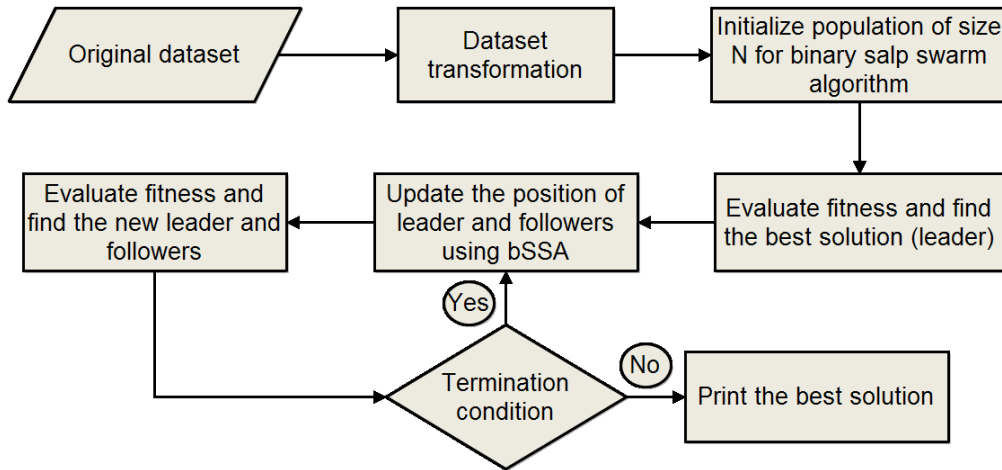 Original dataset
Dataset
transformation
Initialize population of size
N for binary salp swarm
algorithm
Evaluate fitness and
find the new leader and
followers
Update the position of
leader and followers
using bSSA
Evaluate fitness and find
the best solution (leader)
Yes
No
Termination
condition
Print the best solution